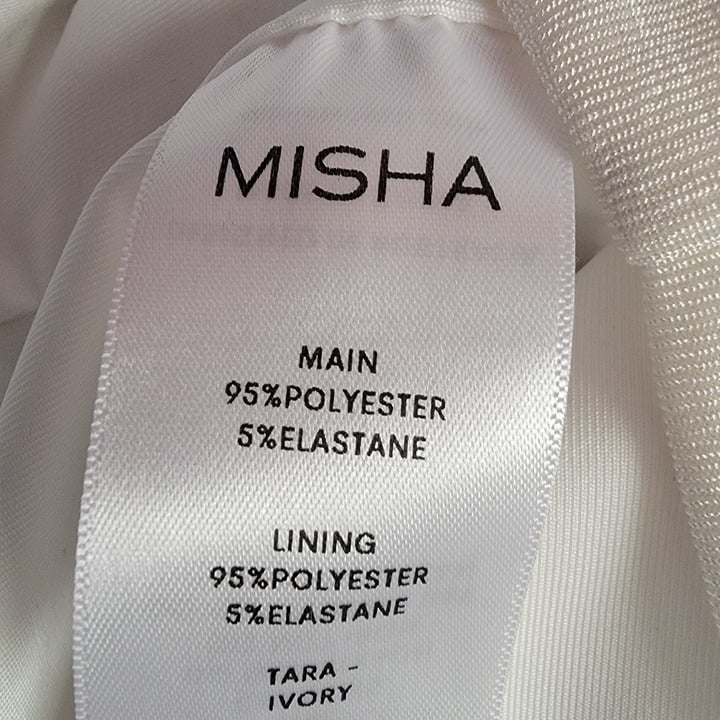 MISHA
MAIN
95%POLYESTER
5%ELASTANE
LINING
95%POLYESTER
5%ELASTANE
TARA -
IVORY